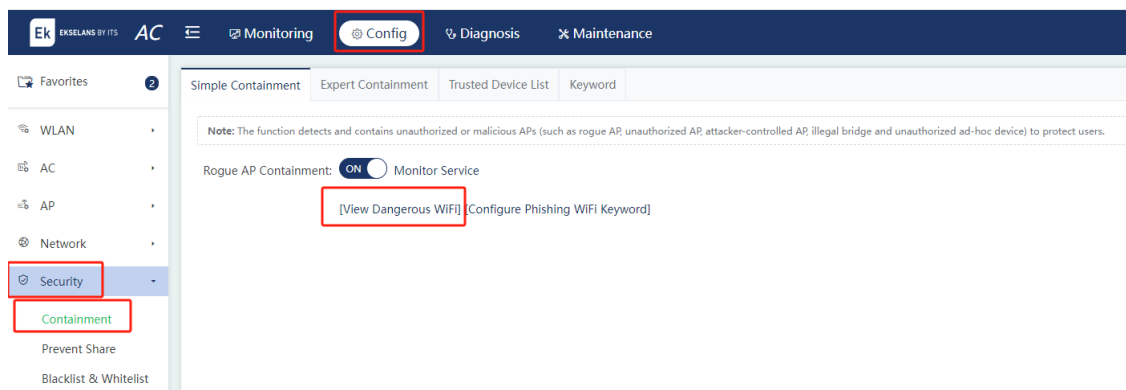 Ek EKSELANS BY ITS AC Monitoring Config Diagnosis Maintenance
Favorites 2
Simple Containment Expert Containment Trusted Device List Keyword
WLAN
Note: The function detects and contains unauthorized or malicious APs (such as rogue AP, unauthorized AP, attacker-controlled AP, illegal bridge and unauthorized ad-hoc device) to protect users.
AC
Rogue AP Containment: ON Monitor Service
AP
[View Dangerous WiFi] [Configure Phishing WiFi Keyword]
Network
Security
Containment
Prevent Share
Blacklist & Whitelist